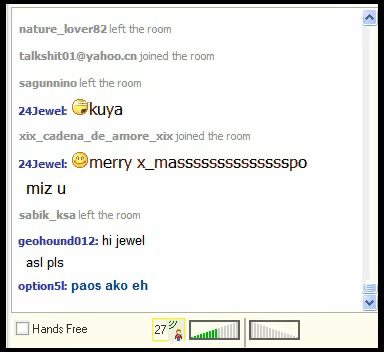 nature_lover82 left the room
talkshit01@yahoo.cn joined the room
sagunnino left the room
24Jewel: kuya
xix_cadena_de_amore_xix joined the room
24Jewel: merry x_massssssssssssssspo
miz u
sabik_ksa left the room
geohound012: hi jewel
asl pls
option5l: paos ako eh
Hands Free
27